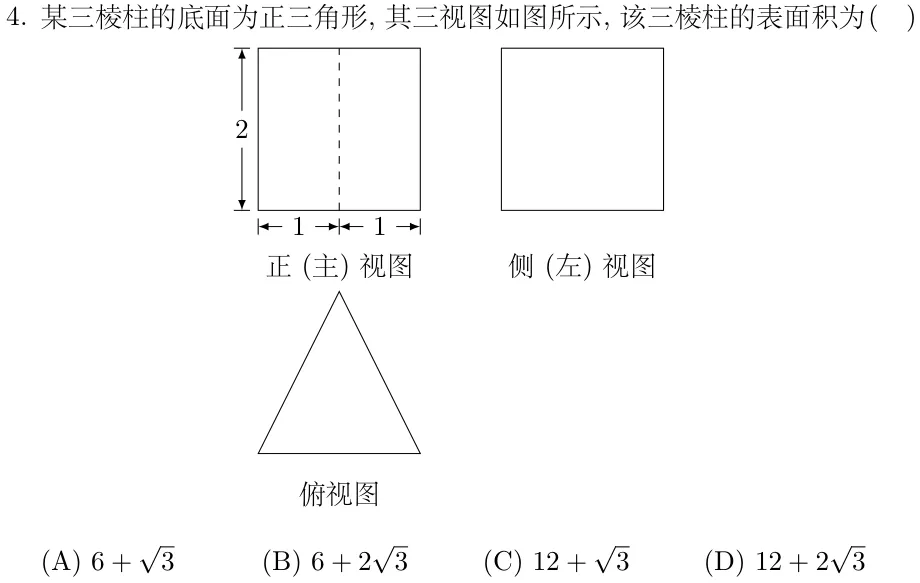 4. 某三棱柱的底面为正三角形, 其三视图如图所示, 该三棱柱的表面积为( )
2
1 1
正 (主) 视图 侧 (左) 视图
俯视图
(A) 6 + √3 (B) 6 + 2√3 (C) 12 + √3 (D) 12 + 2√3